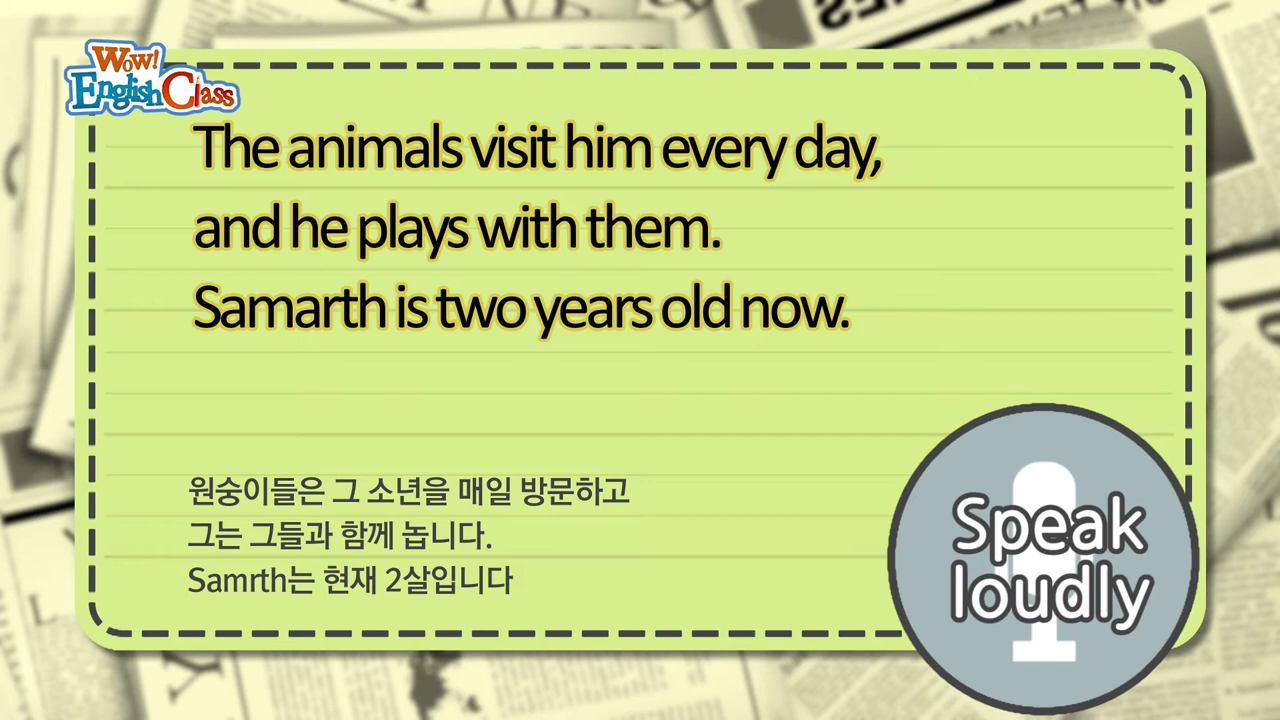 Wow!
English Class
The animals visit him every day,
and he plays with them.
Samarth is two years old now.
원숭이들은 그 소년을 매일 방문하고
그는 그들과 함께 놉니다.
Samrth는 현재 2살입니다
Speak
loudly